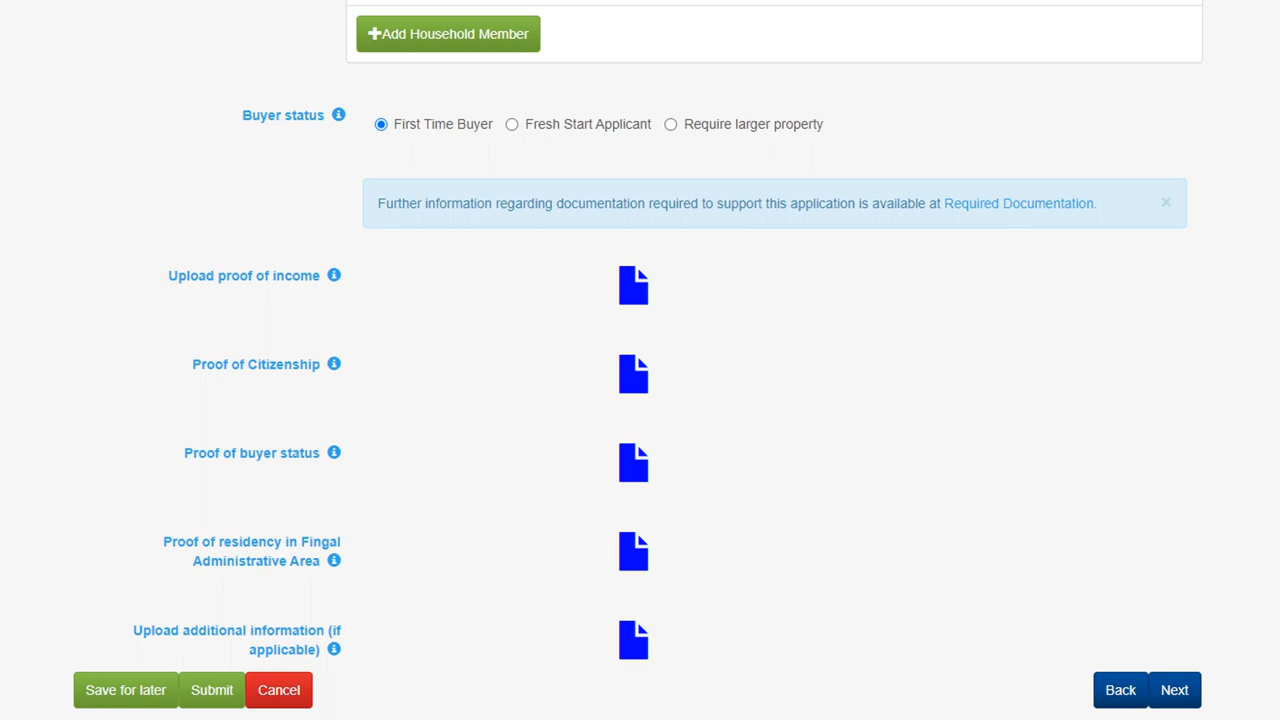 Add Household Member
Buyer status
First Time Buyer Fresh Start Applicant Require larger property
Further information regarding documentation required to support this application is available at Required Documentation. ×
Upload proof of income
Proof of Citizenship
Proof of buyer status
Proof of residency in Fingal
Administrative Area
Upload additional information (if
applicable)
Save for later Submit Cancel Back Next